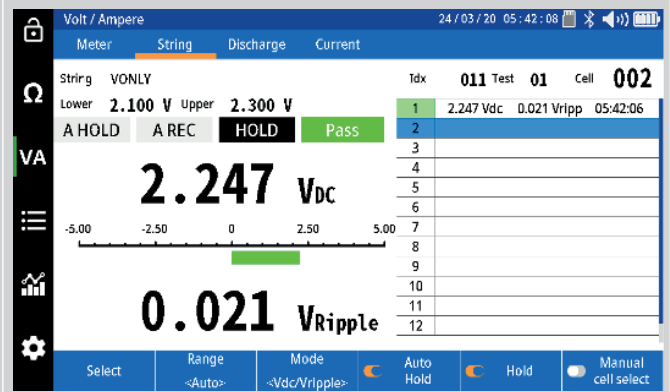 Volt / Ampere 24/03/20 05:42:08
Meter String Discharge Current
String VONLY Idx 011 Test 01 Cell 002
Lower 2.100 V Upper 2.300 V
1 2.247 Vdc 0.021 Vripp 05:42:06
A HOLD A REC HOLD Pass
2
3
4
5
6
7
8
9
10
11
12
Ω
VA
2.247 VDC
-5.00 -2.50 0 2.50 5.00
0.021 VRipple
Select
Range
<Auto>
Mode
<Vdc/Vripple>
Auto
Hold
Hold
Manual
cell select